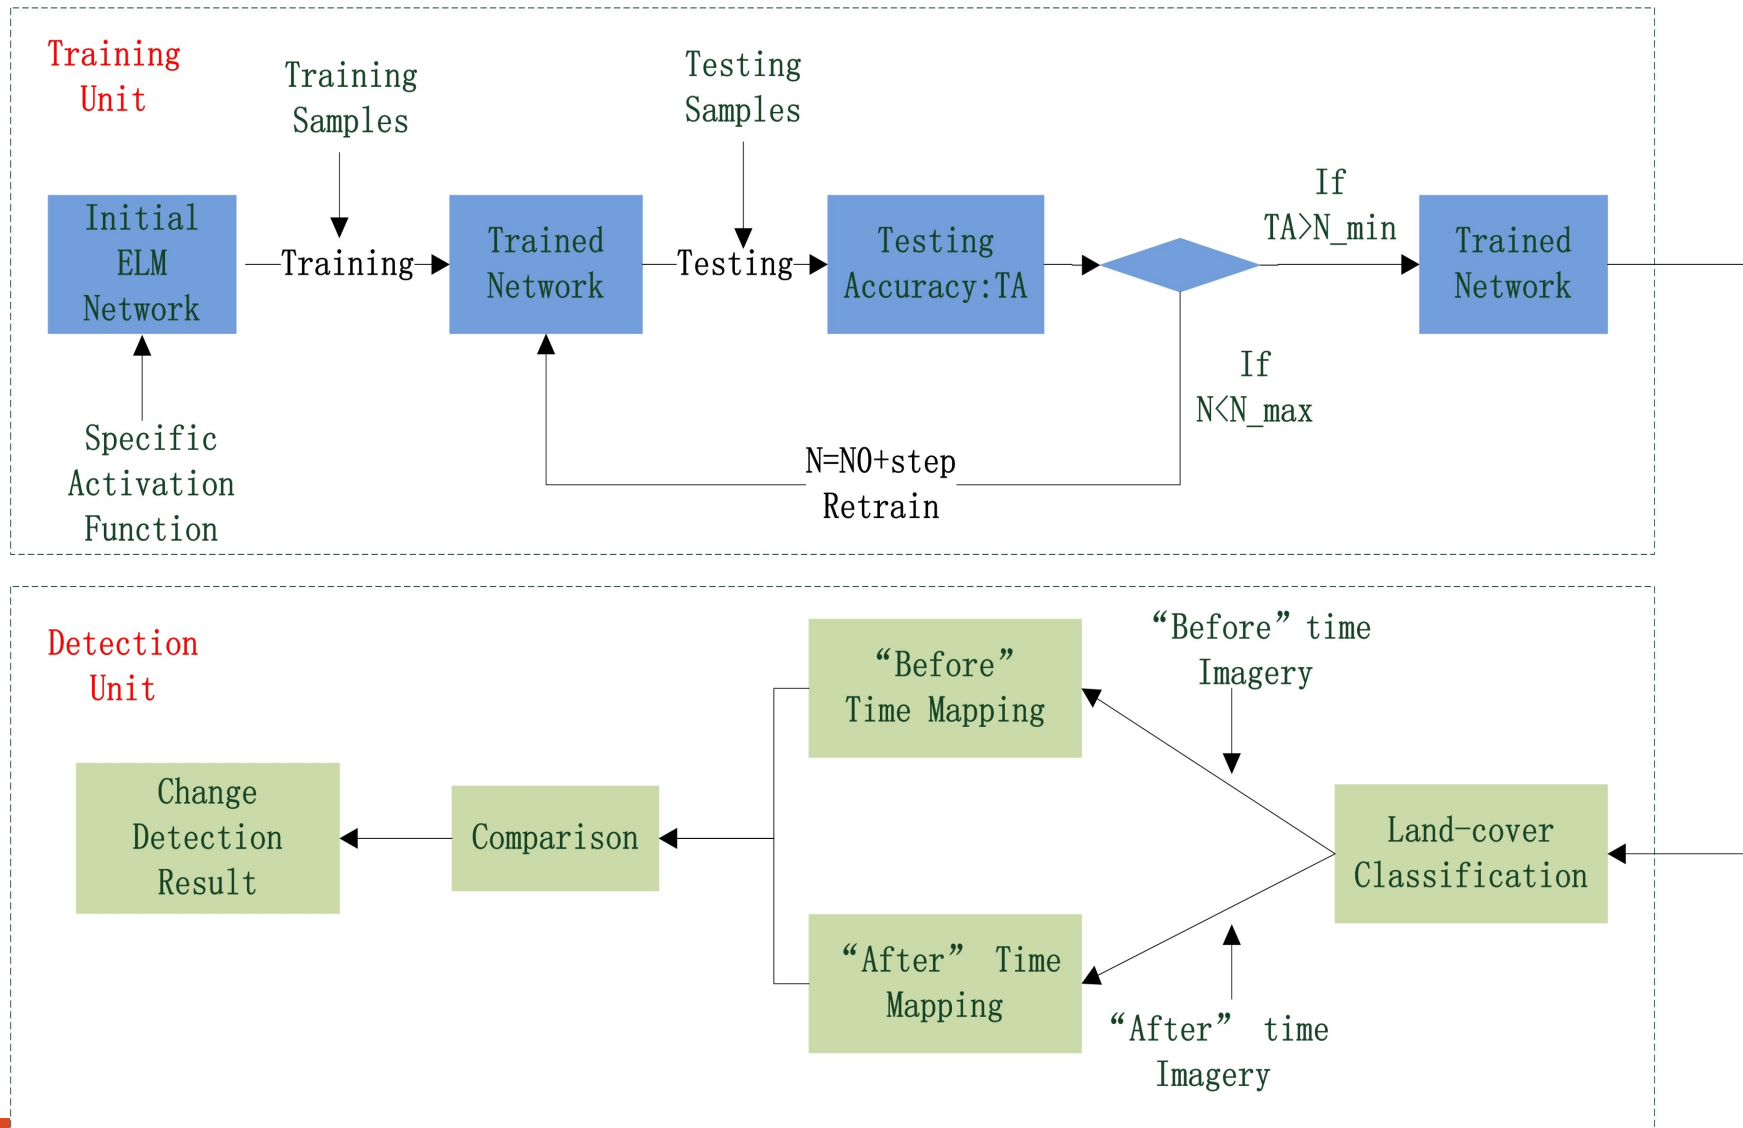 Training
Unit
Training
Samples
Testing
Samples
Initial
ELM
Network
Training
Trained
Network
Testing
Testing
Accuracy:TA
If
TA>N_min
Trained
Network
If
N<N_max
N=N0+step
Retrain
Specific
Activation
Function
Detection
Unit
“Before” time
Imagery
“Before”
Time Mapping
Change
Detection
Result
Comparison
Land-cover
Classification
“After” Time
Mapping
“After” time
Imagery